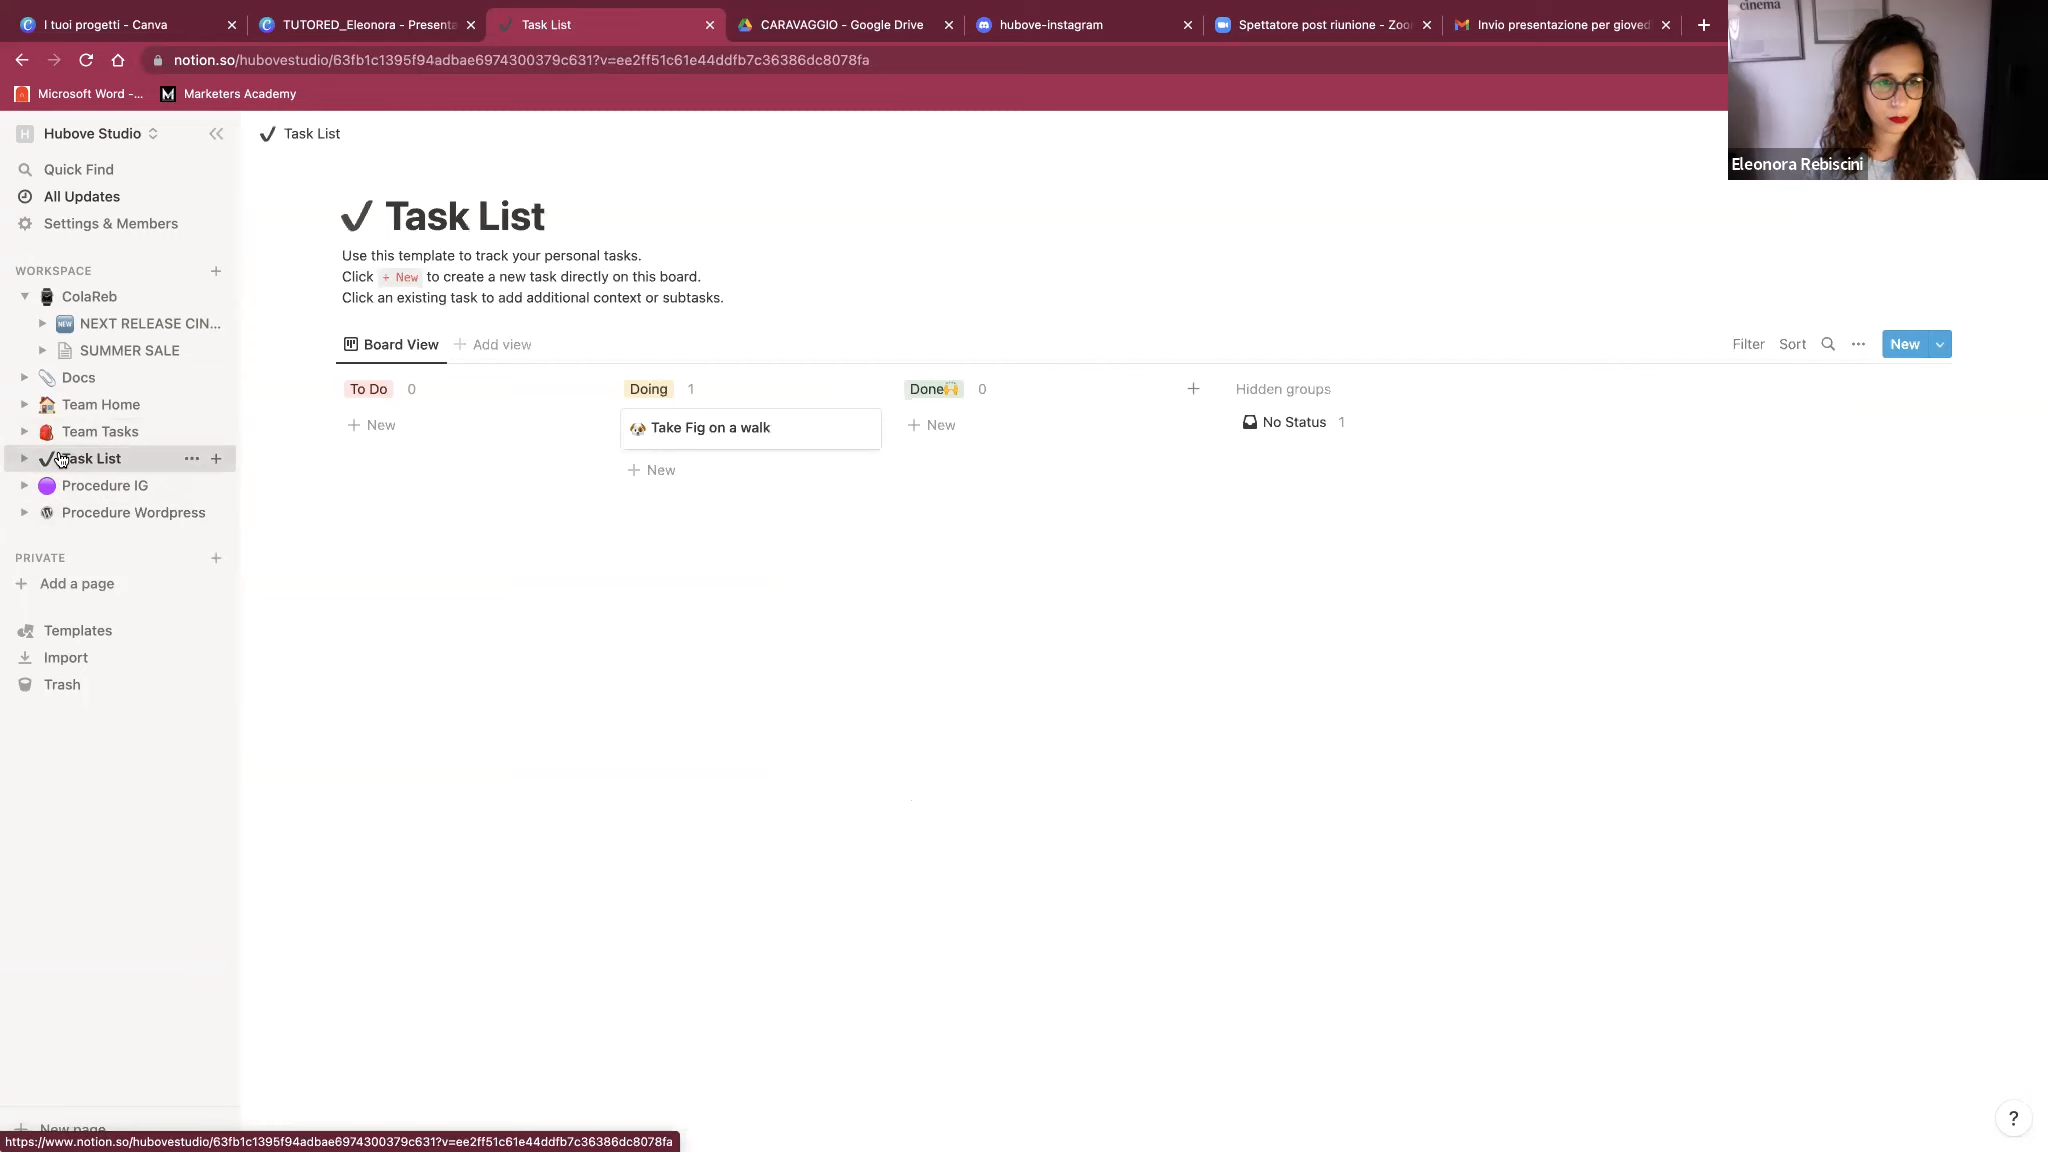 I tuoi progetti - Canva
TUTORED_Eleonora - Presenta
Task List
CARAVAGGIO - Google Drive
hubove-instagram
Spettatore post riunione - Zoo
Invio presentazione per gioved
notion.so/hubovestudio/63fb1c1395f94adbae6974300379c631?v=ee2ff51c61e44ddfb7c36386dc8078fa
Microsoft Word -...
Marketers Academy
cinema
Eleonora Rebiscini
H Hubove Studio
Quick Find
All Updates
Settings & Members
WORKSPACE
ColaReb
NEW NEXT RELEASE CIN...
SUMMER SALE
Docs
Team Home
Team Tasks
Task List
Procedure IG
Procedure Wordpress
PRIVATE
Add a page
Templates
Import
Trash
New page
Task List
Task List
Use this template to track your personal tasks.
Click + New to create a new task directly on this board.
Click an existing task to add additional context or subtasks.
Board View + Add view
Filter Sort New
To Do 0
Doing 1
Done🙌 0
Hidden groups
+ New
🐶 Take Fig on a walk
+ New
No Status 1
+ New
?
https://www.notion.so/hubovestudio/63fb1c1395f94adbae6974300379c631?v=ee2ff51c61e44ddfb7c36386dc8078fa